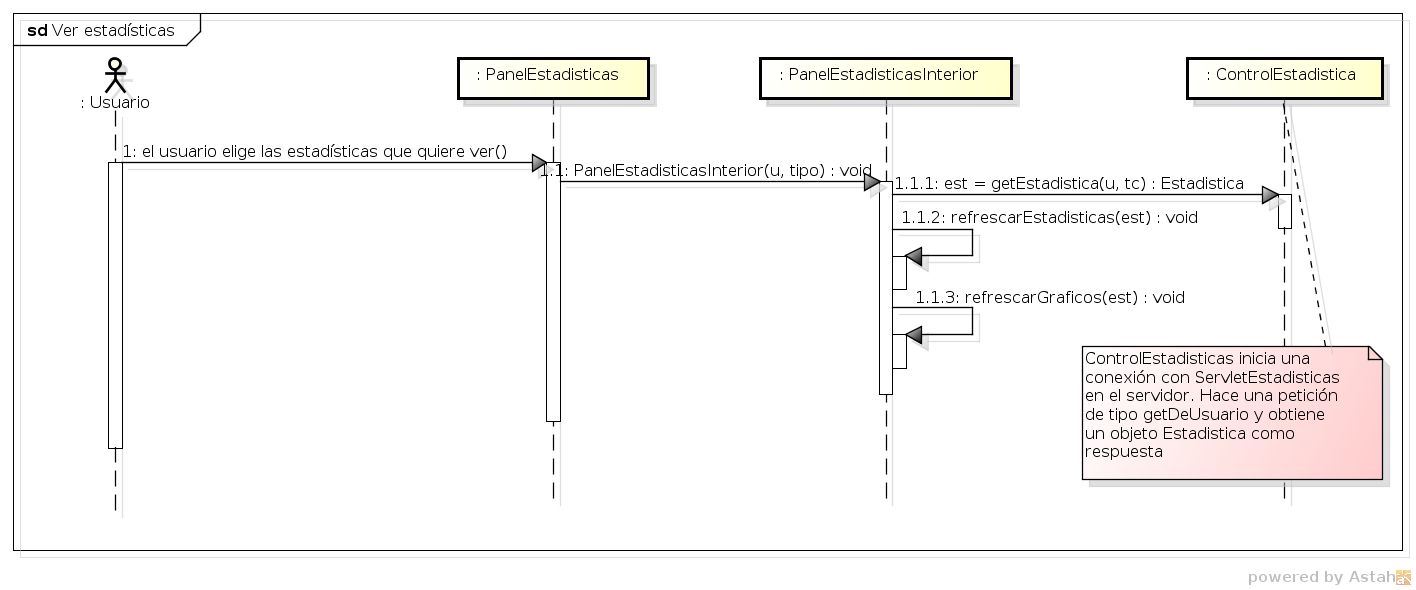 sd Ver estadísticas
: Usuario
: PanelEstadisticas
: PanelEstadisticasInterior
: ControlEstadistica
1: el usuario elige las estadísticas que quiere ver()
1.1: PanelEstadisticasInterior(u, tipo) : void
1.1.1: est = getEstadistica(u, tc) : Estadistica
1.1.2: refrescarEstadisticas(est) : void
1.1.3: refrescarGraficos(est) : void
ControlEstadisticas inicia una
conexión con ServletEstadisticas
en el servidor. Hace una petición
de tipo getDeUsuario y obtiene
un objeto Estadistica como
respuesta
powered by Astah